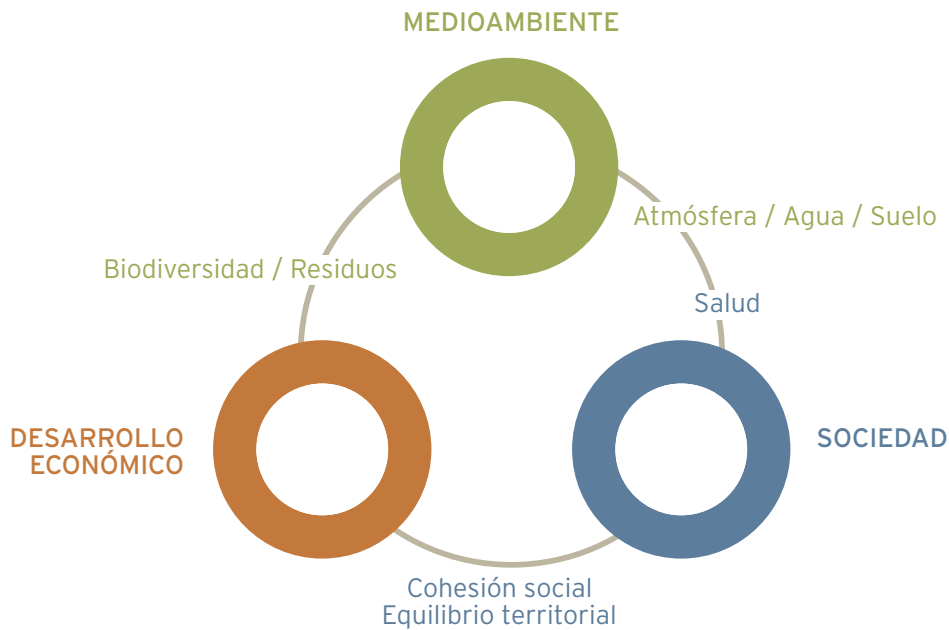 MEDIOAMBIENTE
Atmósfera / Agua / Suelo
Biodiversidad / Residuos
Salud
DESARROLLO
ECONÓMICO
SOCIEDAD
Cohesión social
Equilibrio territorial